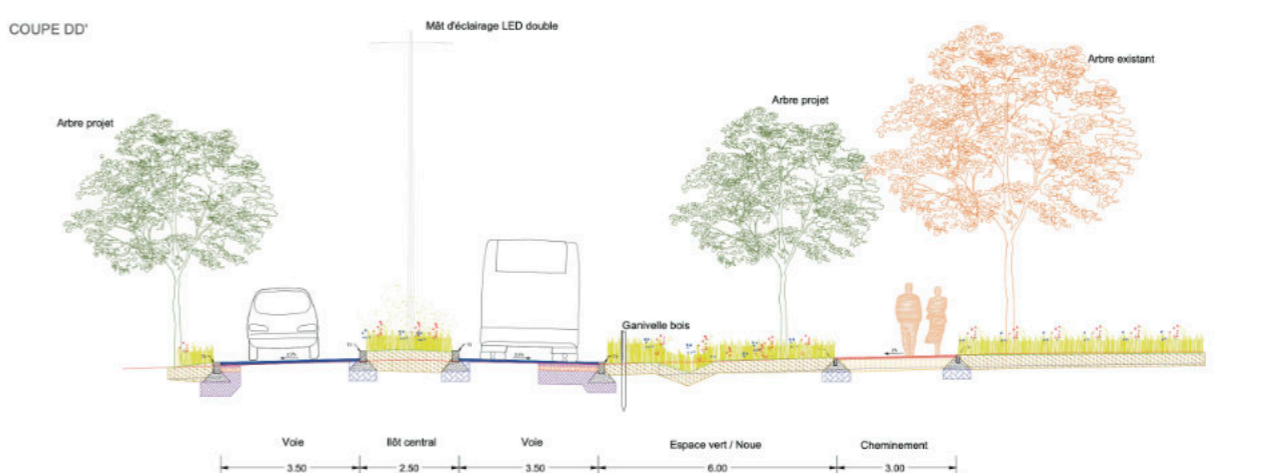 COUPE DD'
Mât d'éclairage LED double
Arbre existant
Arbre projet
Arbre projet
Ganivelle bois
Voie
Ilôt central
Voie
Espace vert / Noue
Cheminement
3.50
2.50
3.50
6.00
3.00